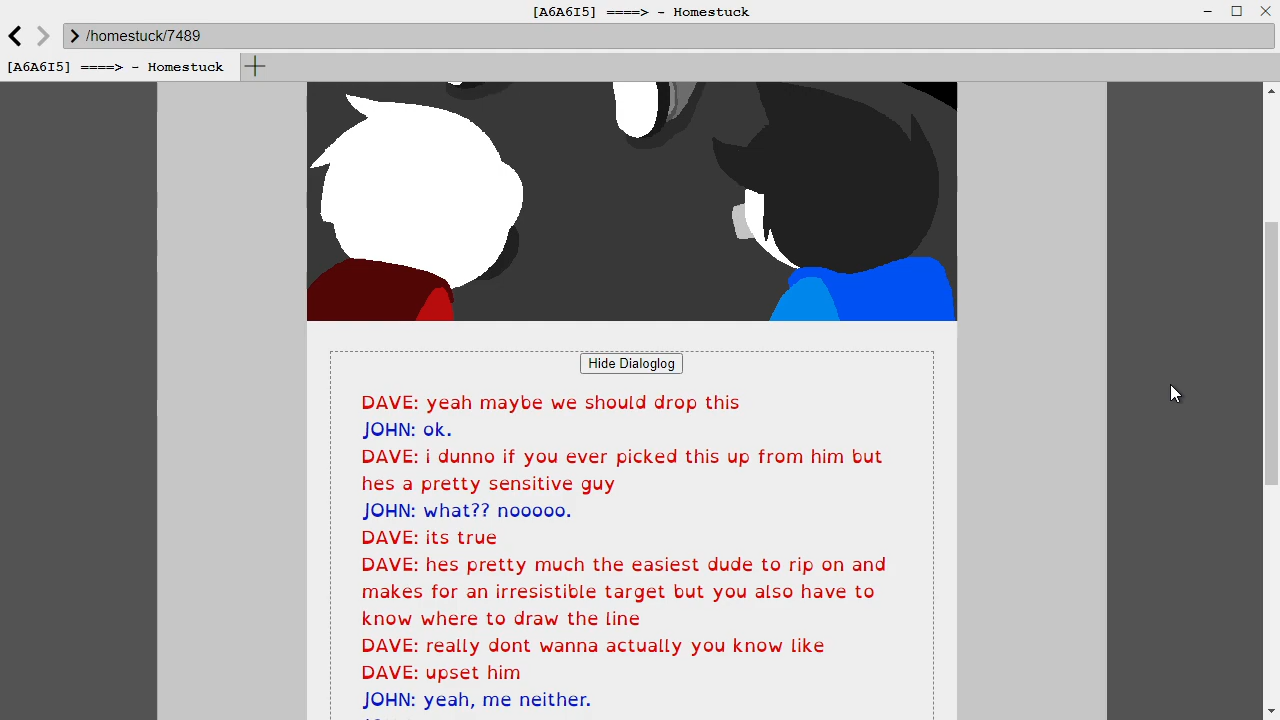 [A6A6I5] ====> - Homestuck
/homestuck/7489
[A6A6I5] ====> - Homestuck
Hide Dialoglog
DAVE: yeah maybe we should drop this
JOHN: ok.
DAVE: i dunno if you ever picked this up from him but
hes a pretty sensitive guy
JOHN: what?? nooooo.
DAVE: its true
DAVE: hes pretty much the easiest dude to rip on and
makes for an irresistible target but you also have to
know where to draw the line
DAVE: really dont wanna actually you know like
DAVE: upset him
JOHN: yeah, me neither.